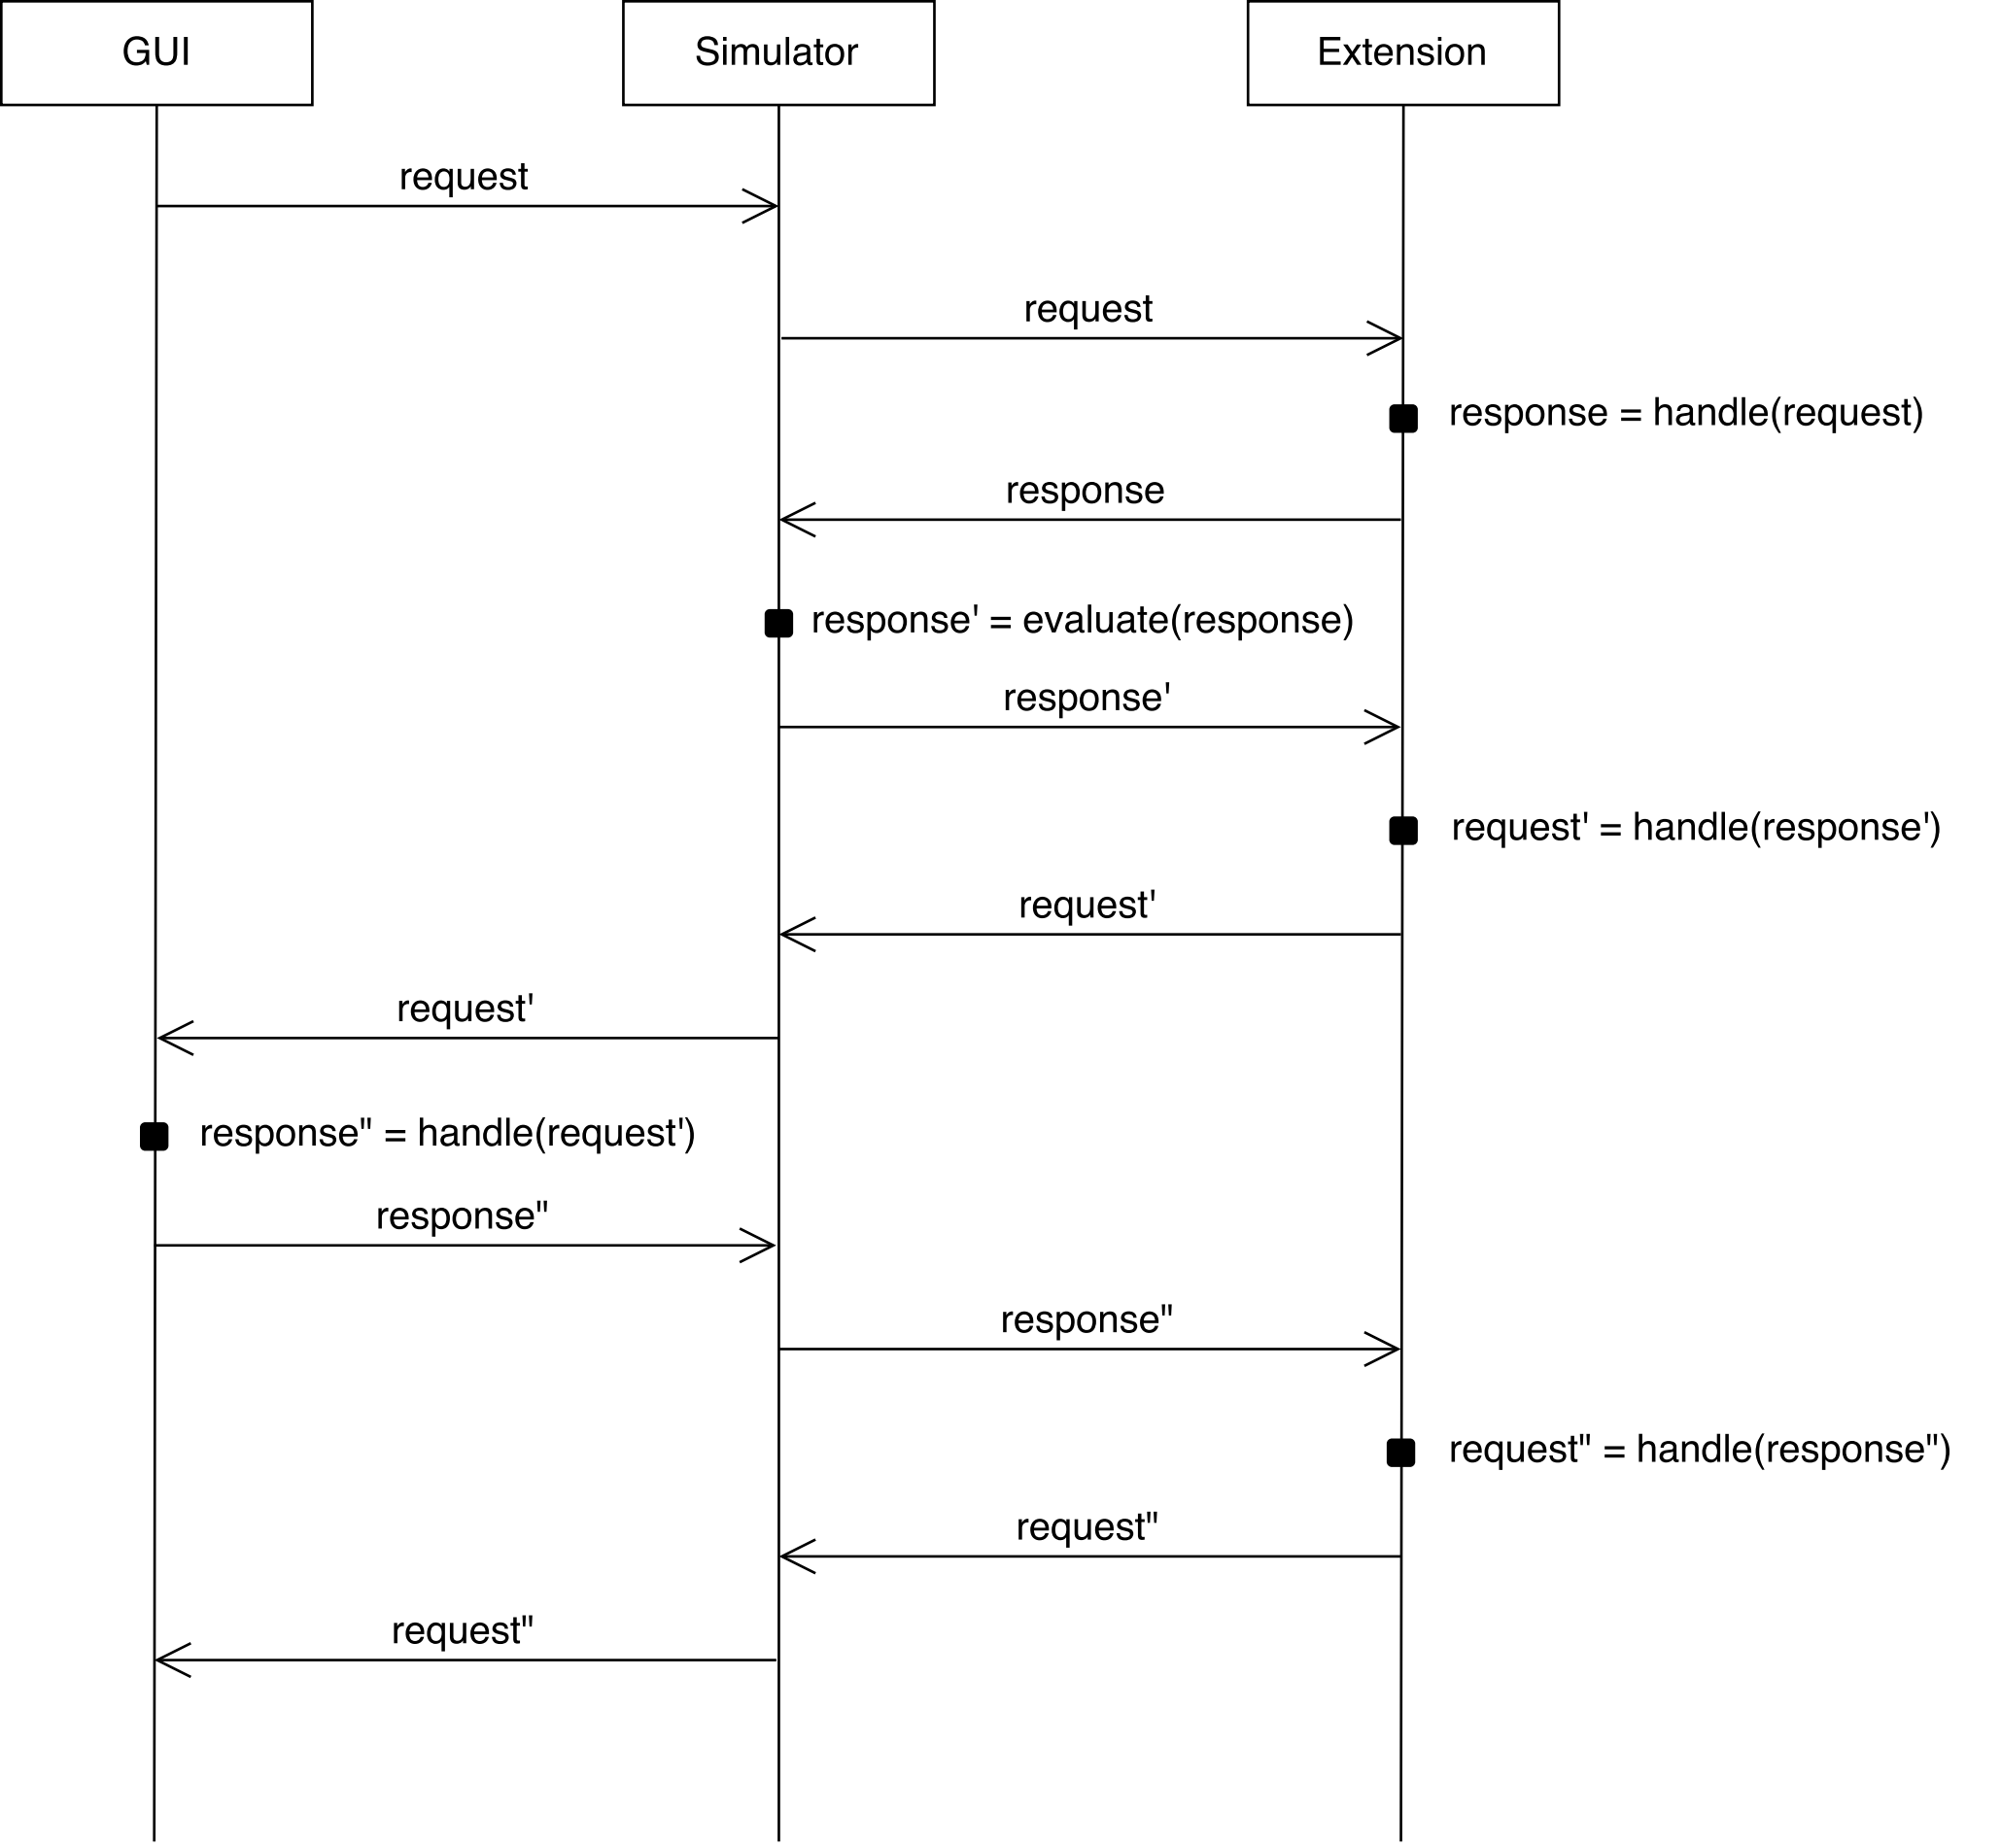 GUI
Simulator
Extension
request
request
response = handle(request)
response
response' = evaluate(response)
response'
request' = handle(response')
request'
request'
response" = handle(request')
response"
response"
request" = handle(response")
request"
request"